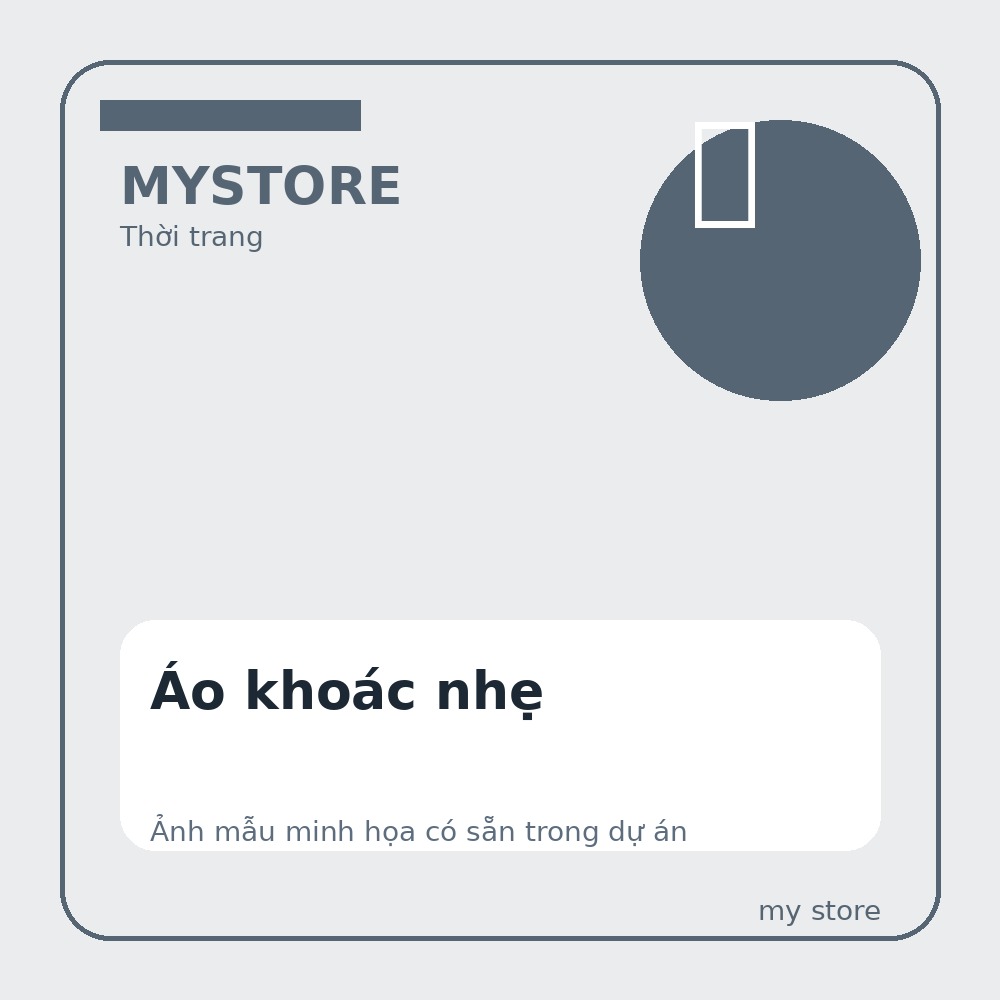 MYSTORE
Thời trang
Áo khoác nhẹ
Ảnh mẫu minh họa có sẵn trong dự án
my store